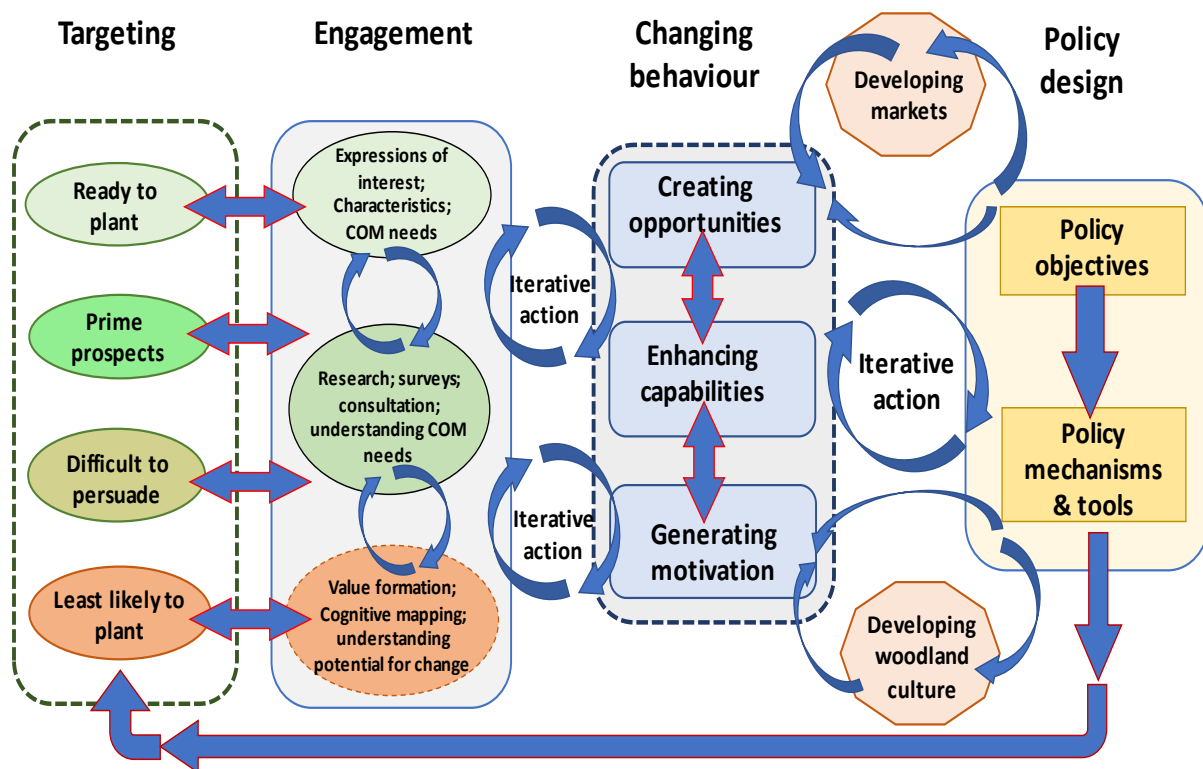 Targeting
Engagement
Changing
behaviour
Policy
design
Developing
markets
Ready to
plant
Prime
prospects
Difficult to
persuade
Least likely to
plant
Expressions of
interest;
Characteristics;
COM needs
Research; surveys;
consultation;
understanding COM
needs
Value formation;
Cognitive mapping;
understanding
potential for change
Iterative
action
Iterative
action
Creating
opportunities
Enhancing
capabilities
Generating
motivation
Iterative
action
Developing
woodland
culture
Policy
objectives
Policy
mechanisms
& tools